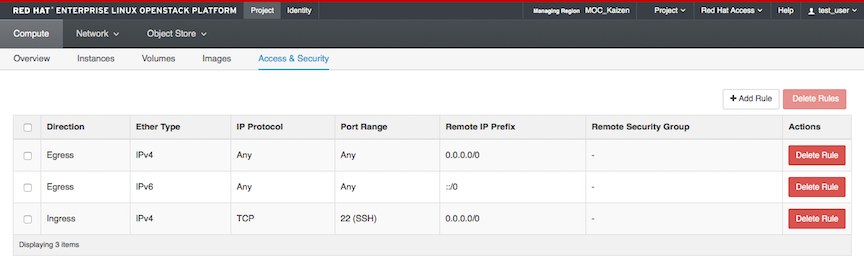 RED HAT® ENTERPRISE LINUX OPENSTACK PLATFORM Project Identity Managing Region MOC_Kaizen Project Red Hat Access Help test_user
Compute Network Object Store
Overview Instances Volumes Images Access & Security
+ Add Rule Delete Rules
Direction Ether Type IP Protocol Port Range Remote IP Prefix Remote Security Group Actions
Egress IPv4 Any Any 0.0.0.0/0 - Delete Rule
Egress IPv6 Any Any ::/0 - Delete Rule
Ingress IPv4 TCP 22 (SSH) 0.0.0.0/0 - Delete Rule
Displaying 3 items